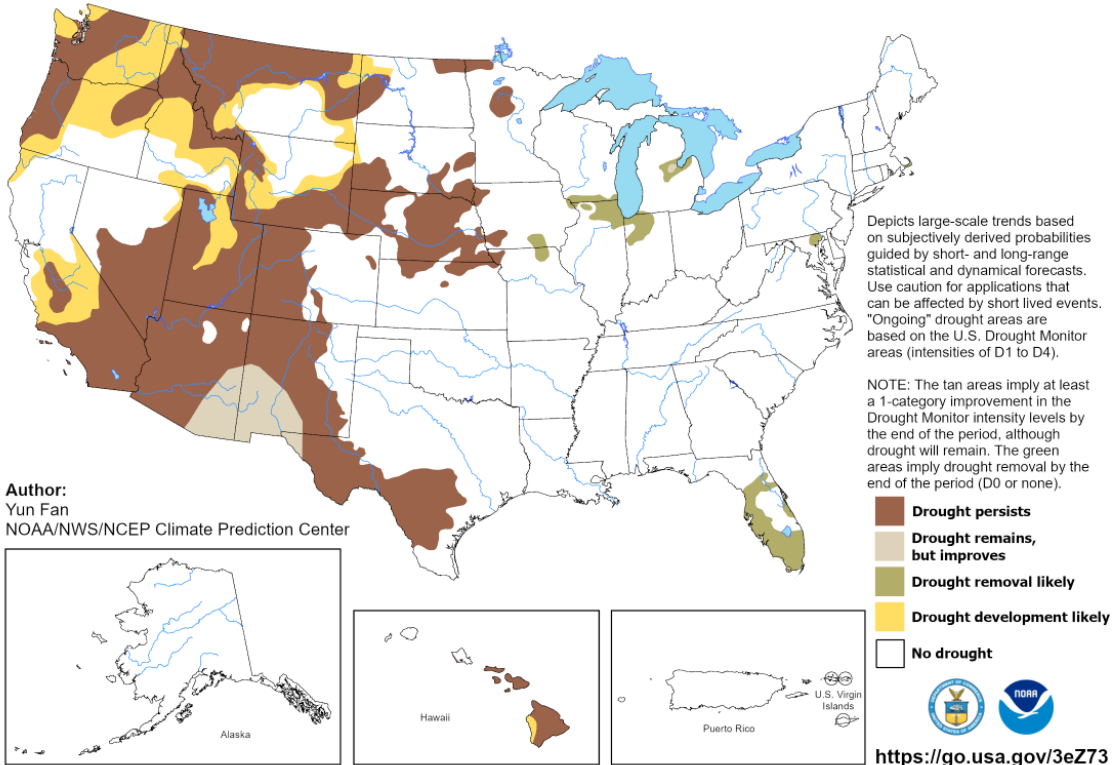 Depicts large-scale trends based
on subjectively derived probabilities
guided by short- and long-range
statistical and dynamical forecasts.
Use caution for applications that
can be affected by short lived events.
"Ongoing" drought areas are
based on the U.S. Drought Monitor
areas (intensities of D1 to D4).
NOTE: The tan areas imply at least
a 1-category improvement in the
Drought Monitor intensity levels by
the end of the period, although
drought will remain. The green
areas imply drought removal by the
end of the period (D0 or none).
Author:
Yun Fan
NOAA/NWS/NCEP Climate Prediction Center
Drought persists
Drought remains,
but improves
Drought removal likely
Drought development likely
No drought
Alaska
Hawaii
Puerto Rico
U.S. Virgin
Islands
NOAA
https://go.usa.gov/3eZ73